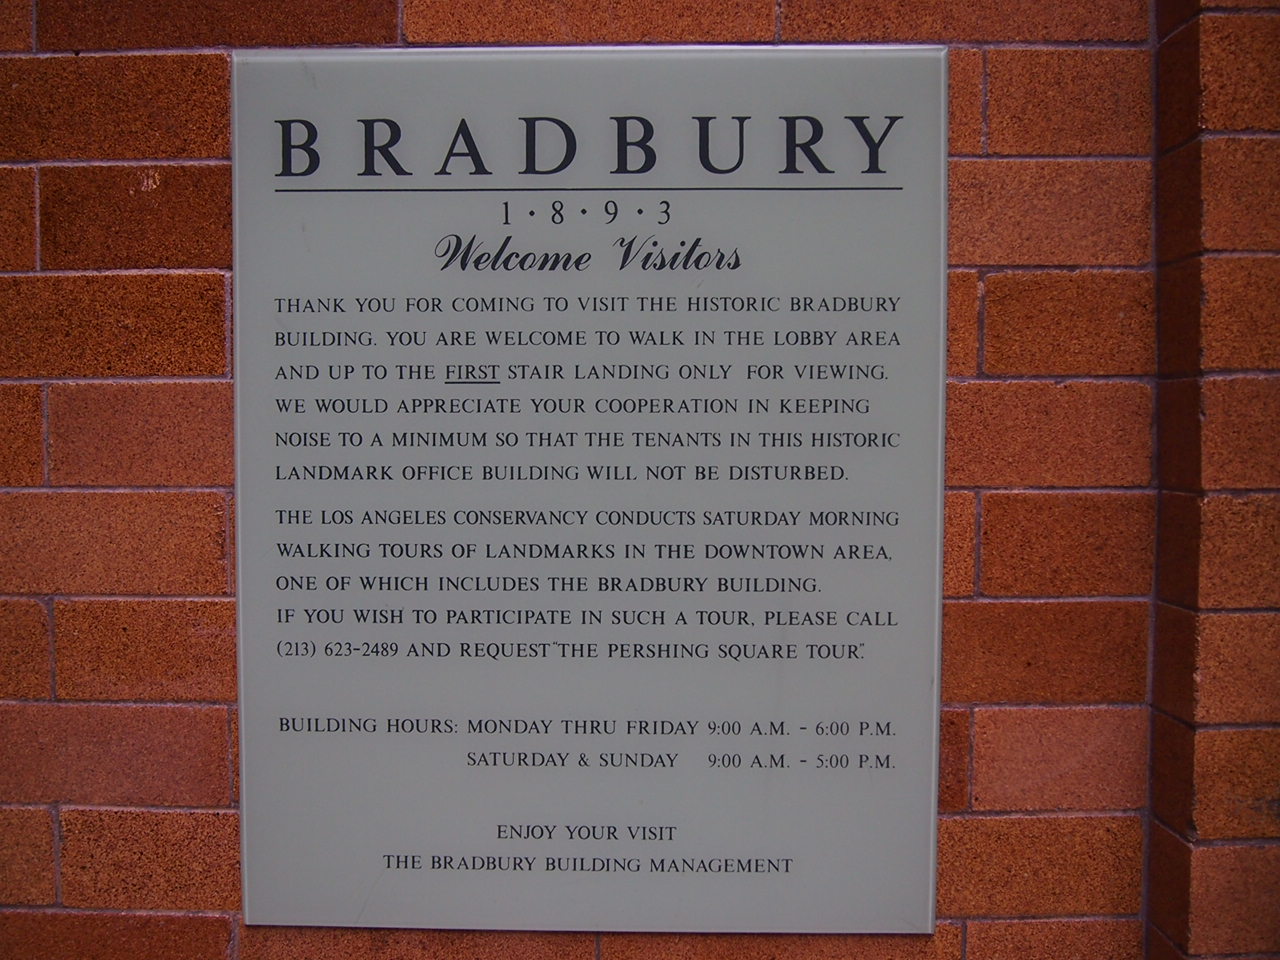 BRADBURY
1·8·9·3
Welcome Visitors
THANK YOU FOR COMING TO VISIT THE HISTORIC BRADBURY
BUILDING. YOU ARE WELCOME TO WALK IN THE LOBBY AREA
AND UP TO THE FIRST STAIR LANDING ONLY FOR VIEWING.
WE WOULD APPRECIATE YOUR COOPERATION IN KEEPING
NOISE TO A MINIMUM SO THAT THE TENANTS IN THIS HISTORIC
LANDMARK OFFICE BUILDING WILL NOT BE DISTURBED.
THE LOS ANGELES CONSERVANCY CONDUCTS SATURDAY MORNING
WALKING TOURS OF LANDMARKS IN THE DOWNTOWN AREA,
ONE OF WHICH INCLUDES THE BRADBURY BUILDING.
IF YOU WISH TO PARTICIPATE IN SUCH A TOUR, PLEASE CALL
(213) 623-2489 AND REQUEST "THE PERSHING SQUARE TOUR."
BUILDING HOURS: MONDAY THRU FRIDAY 9:00 A.M. - 6:00 P.M.
SATURDAY & SUNDAY 9:00 A.M. - 5:00 P.M.
ENJOY YOUR VISIT
THE BRADBURY BUILDING MANAGEMENT